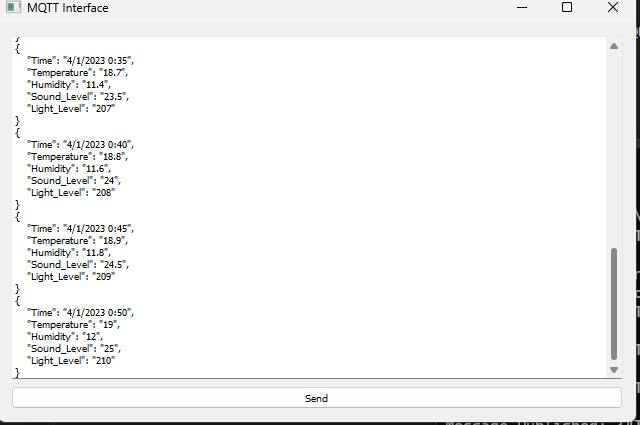 MQTT Interface
}
{
"Time": "4/1/2023 0:35",
"Temperature": "18.7",
"Humidity": "11.4",
"Sound_Level": "23.5",
"Light_Level": "207"
}
{
"Time": "4/1/2023 0:40",
"Temperature": "18.8",
"Humidity": "11.6",
"Sound_Level": "24",
"Light_Level": "208"
}
{
"Time": "4/1/2023 0:45",
"Temperature": "18.9",
"Humidity": "11.8",
"Sound_Level": "24.5",
"Light_Level": "209"
}
{
"Time": "4/1/2023 0:50",
"Temperature": "19",
"Humidity": "12",
"Sound_Level": "25",
"Light_Level": "210"
}
Send